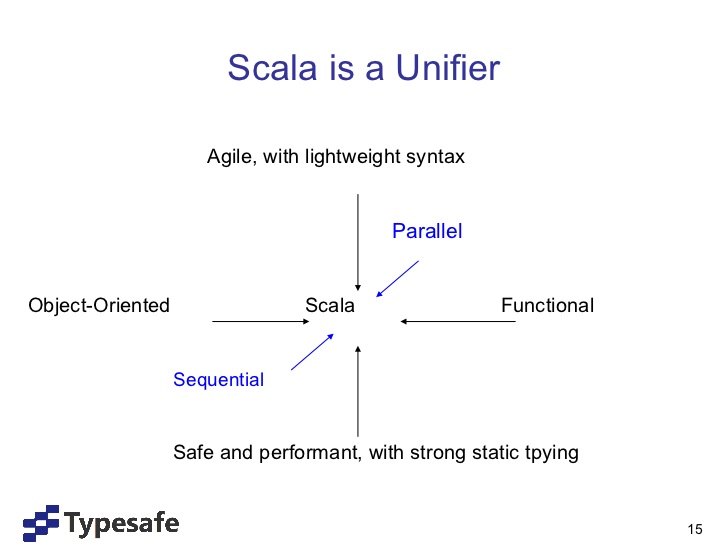 Scala is a Unifier
Agile, with lightweight syntax
Parallel
Object-Oriented
Scala
Functional
Sequential
Safe and performant, with strong static tpying
Typesafe
15